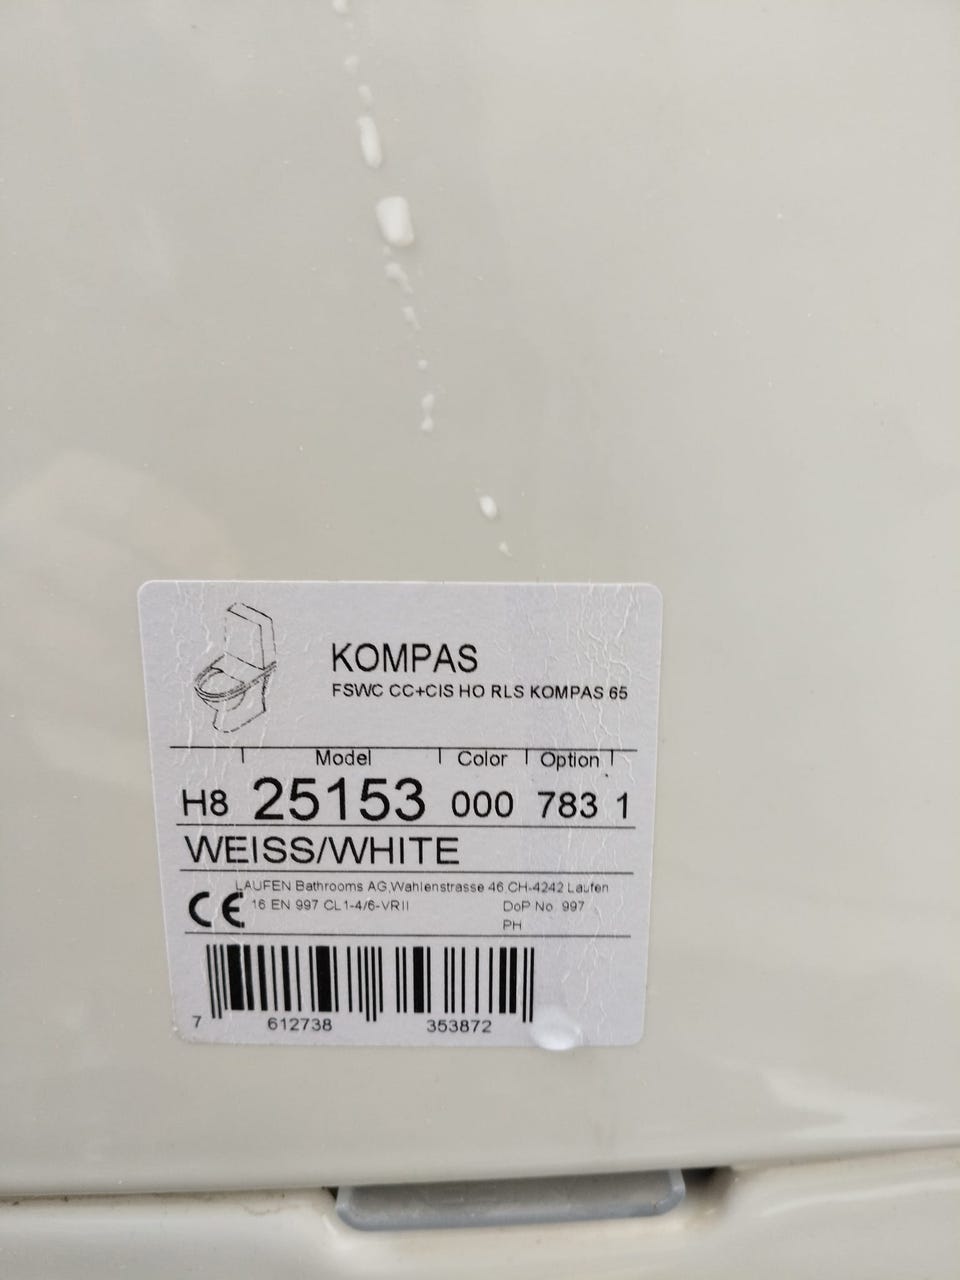 KOMPAS
FSWC CC+CIS HO RLS KOMPAS 65
Model Color Option
H8 25153 000 783 1
WEISS/WHITE
LAUFEN Bathrooms AG,Wahlenstrasse 46,CH-4242 Laufen
CE 16 EN 997 CL1-4/6-VRII DoP No. 997
PH
7 612738 353872